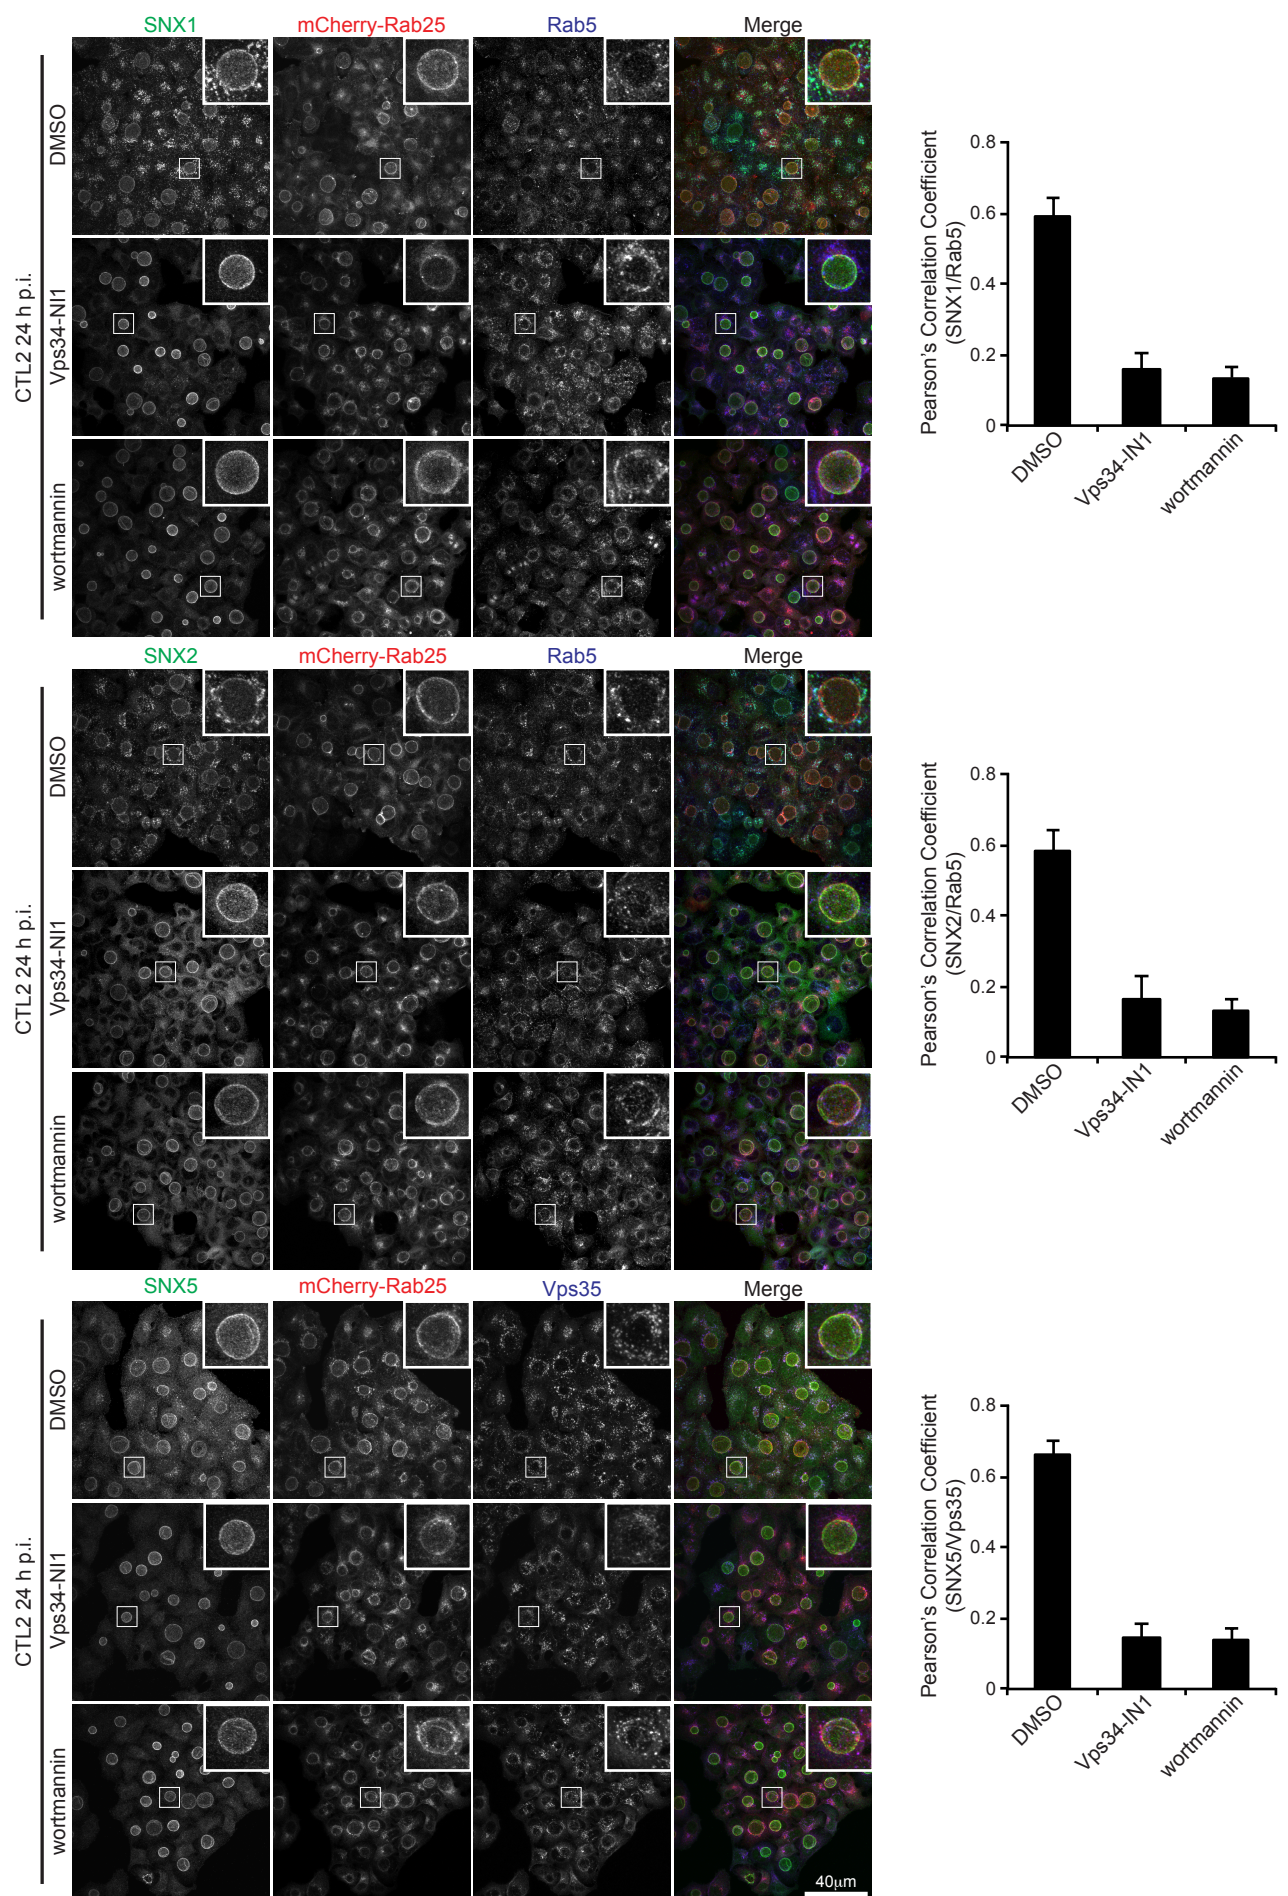 SNX1 mCherry-Rab25 Rab5 Merge
CTL2 24 h p.i.
DMSO
Vps34-NI1
wortmannin
Pearson's Correlation Coefficient
(SNX1/Rab5)
0.8
0.6
0.4
0.2
0
DMSO
Vps34-IN1
wortmannin
SNX2 mCherry-Rab25 Rab5 Merge
CTL2 24 h p.i.
DMSO
Vps34-NI1
wortmannin
Pearson's Correlation Coefficient
(SNX2/Rab5)
0.8
0.6
0.4
0.2
0
DMSO
Vps34-IN1
wortmannin
SNX5 mCherry-Rab25 Vps35 Merge
CTL2 24 h p.i.
DMSO
Vps34-NI1
wortmannin
40μm
Pearson's Correlation Coefficient
(SNX5/Vps35)
0.8
0.6
0.4
0.2
0
DMSO
Vps34-IN1
wortmannin